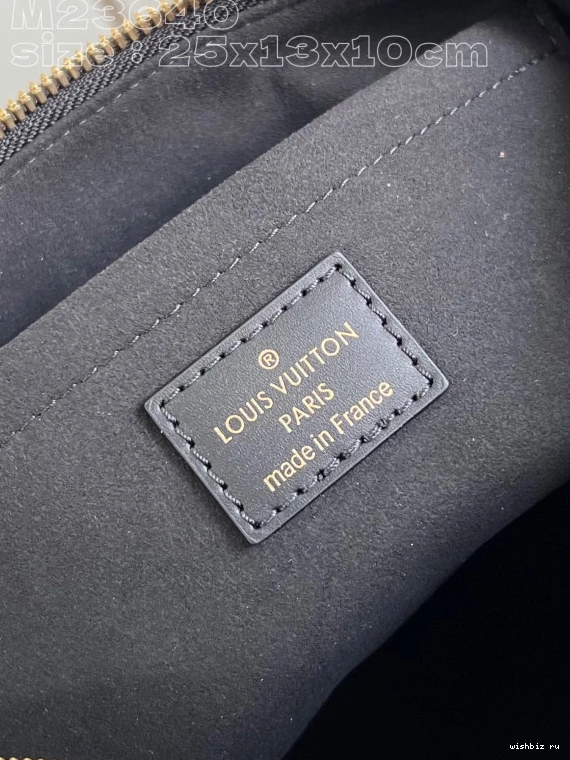 M23640
size : 25x13x10cm
®
LOUIS VUITTON
PARIS
made in France
wishbiz ru